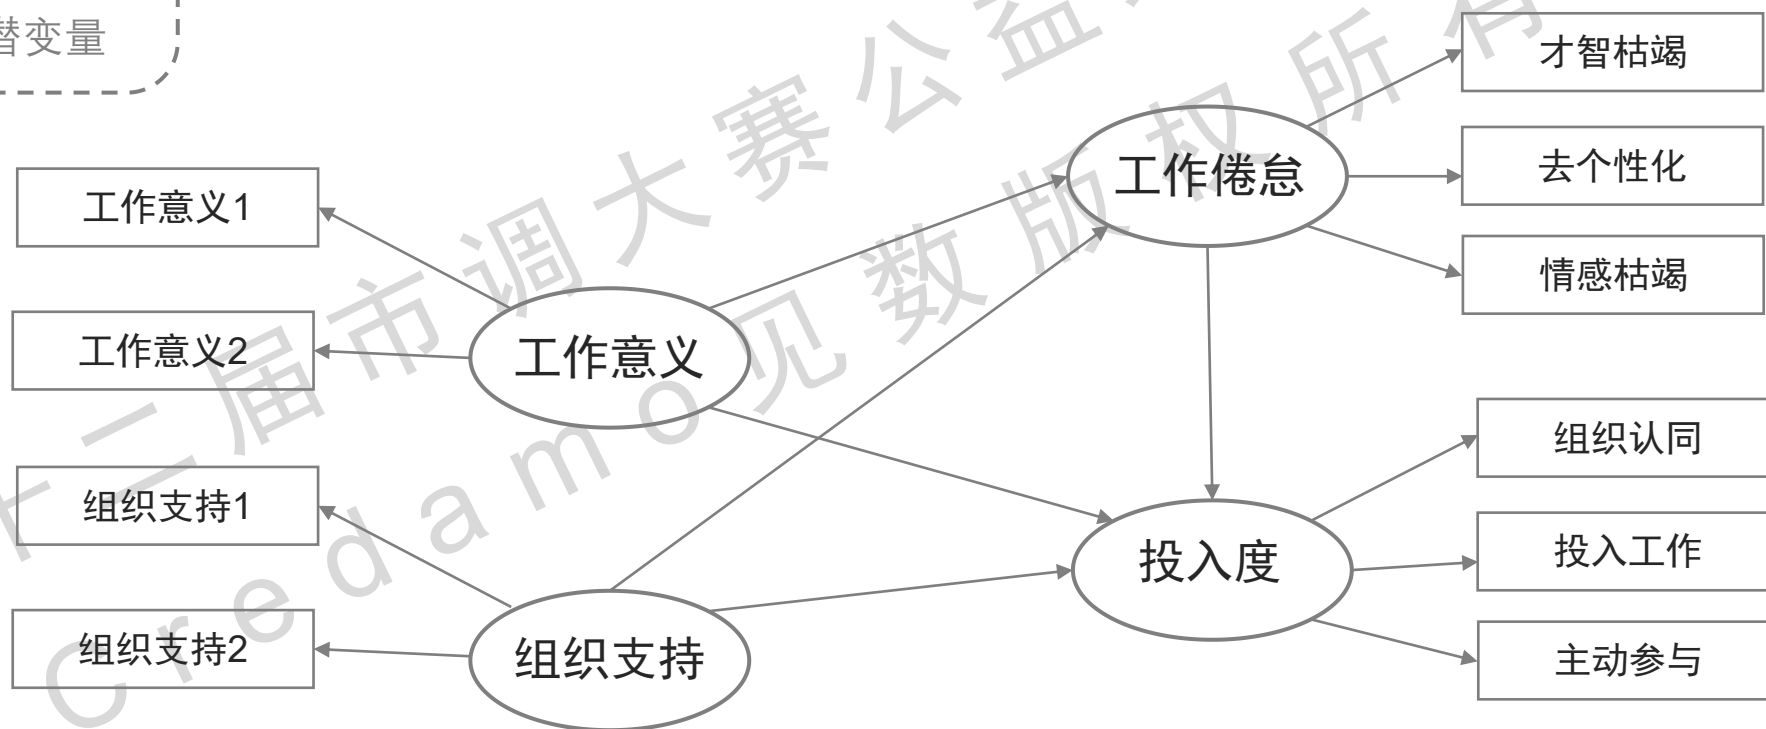 潜变量
才智枯竭
工作倦怠
去个性化
工作意义1
情感枯竭
工作意义2
工作意义
组织认同
组织支持1
投入工作
投入度
组织支持2
组织支持
主动参与
十二届市调大赛公益
Credamo见数版权所有